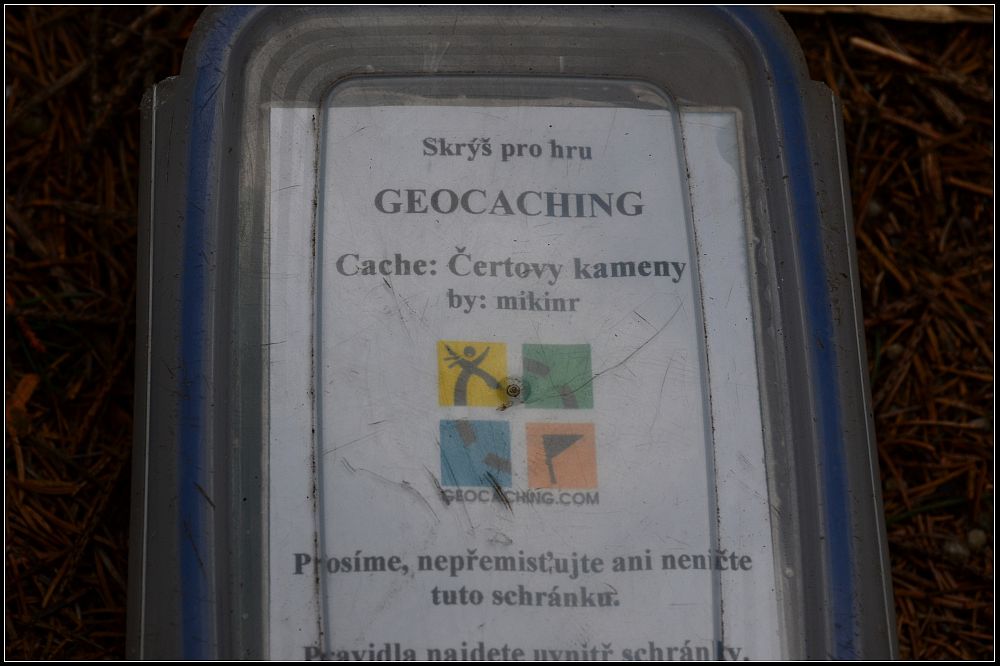 Skrýš pro hru
GEOCACHING
Cache: Čertovy kameny
by: mikinr
GEOCACHING.COM
Prosíme, nepřemisťujte ani neničte
tuto schránku.
Pravidla najdete uvnitř schránky.